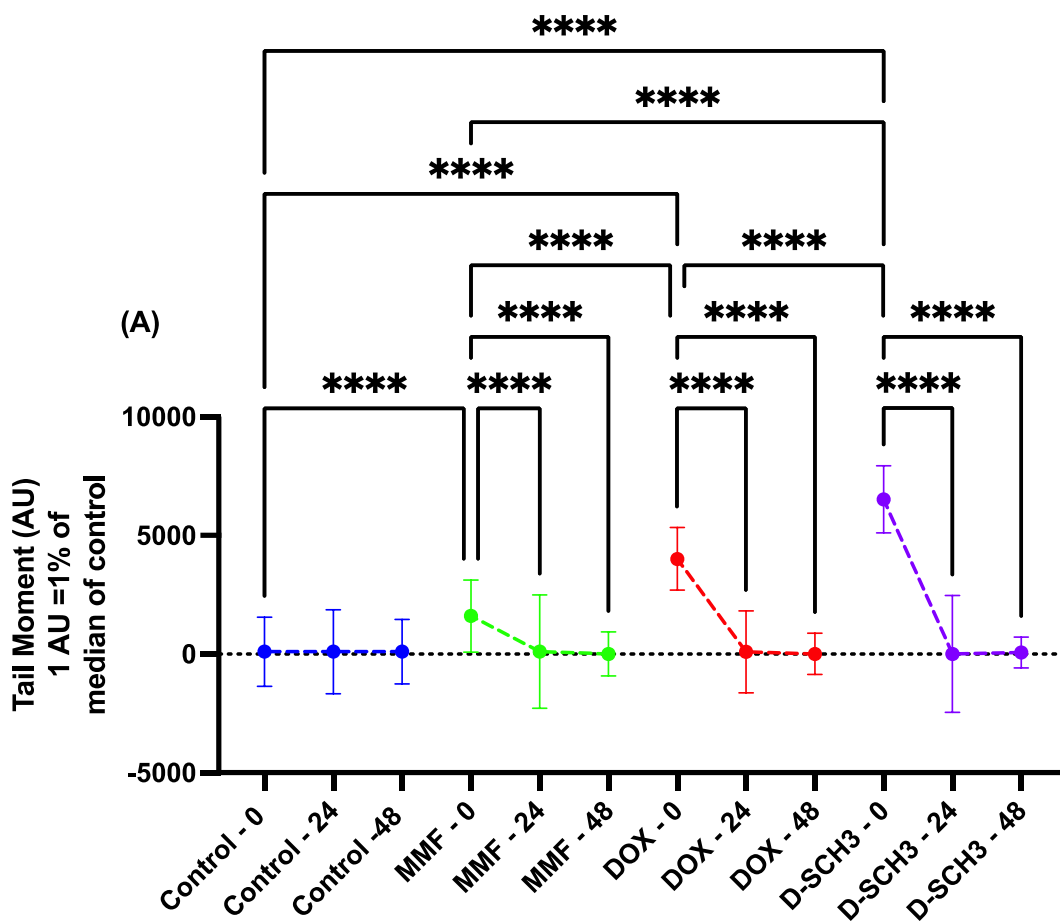 ****
****
****
**** ****
(A)
**** **** ****
**** **** **** ****
10000
5000
0
-5000
Tail Moment (AU)
1 AU =1% of
median of control
Control - 0
Control - 24
Control -48
MMF - 0
MMF - 24
MMF - 48
DOX - 0
DOX - 24
DOX - 48
D-SCH3 - 0
D-SCH3 - 24
D-SCH3 - 48